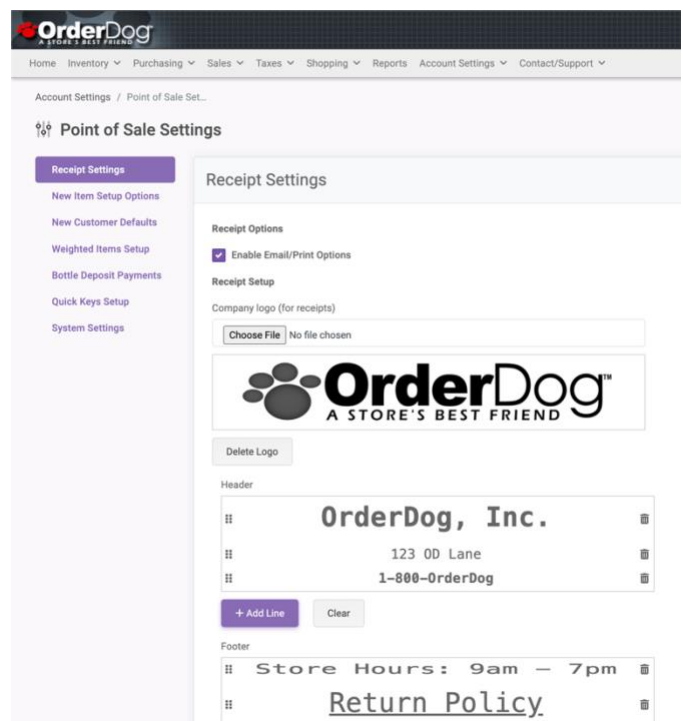 OrderDog
A STORE'S BEST FRIEND
Home Inventory Purchasing Sales Taxes Shopping Reports Account Settings Contact/Support
Account Settings / Point of Sale Set...
Point of Sale Settings
Receipt Settings
New Item Setup Options
New Customer Defaults
Weighted Items Setup
Bottle Deposit Payments
Quick Keys Setup
System Settings
Receipt Settings
Receipt Options
Enable Email/Print Options
Receipt Setup
Company logo (for receipts)
Choose File No file chosen
OrderDog™
A STORE'S BEST FRIEND
Delete Logo
Header
OrderDog, Inc.
123 OD Lane
1-800-OrderDog
+ Add Line Clear
Footer
Store Hours: 9am – 7pm
Return Policy